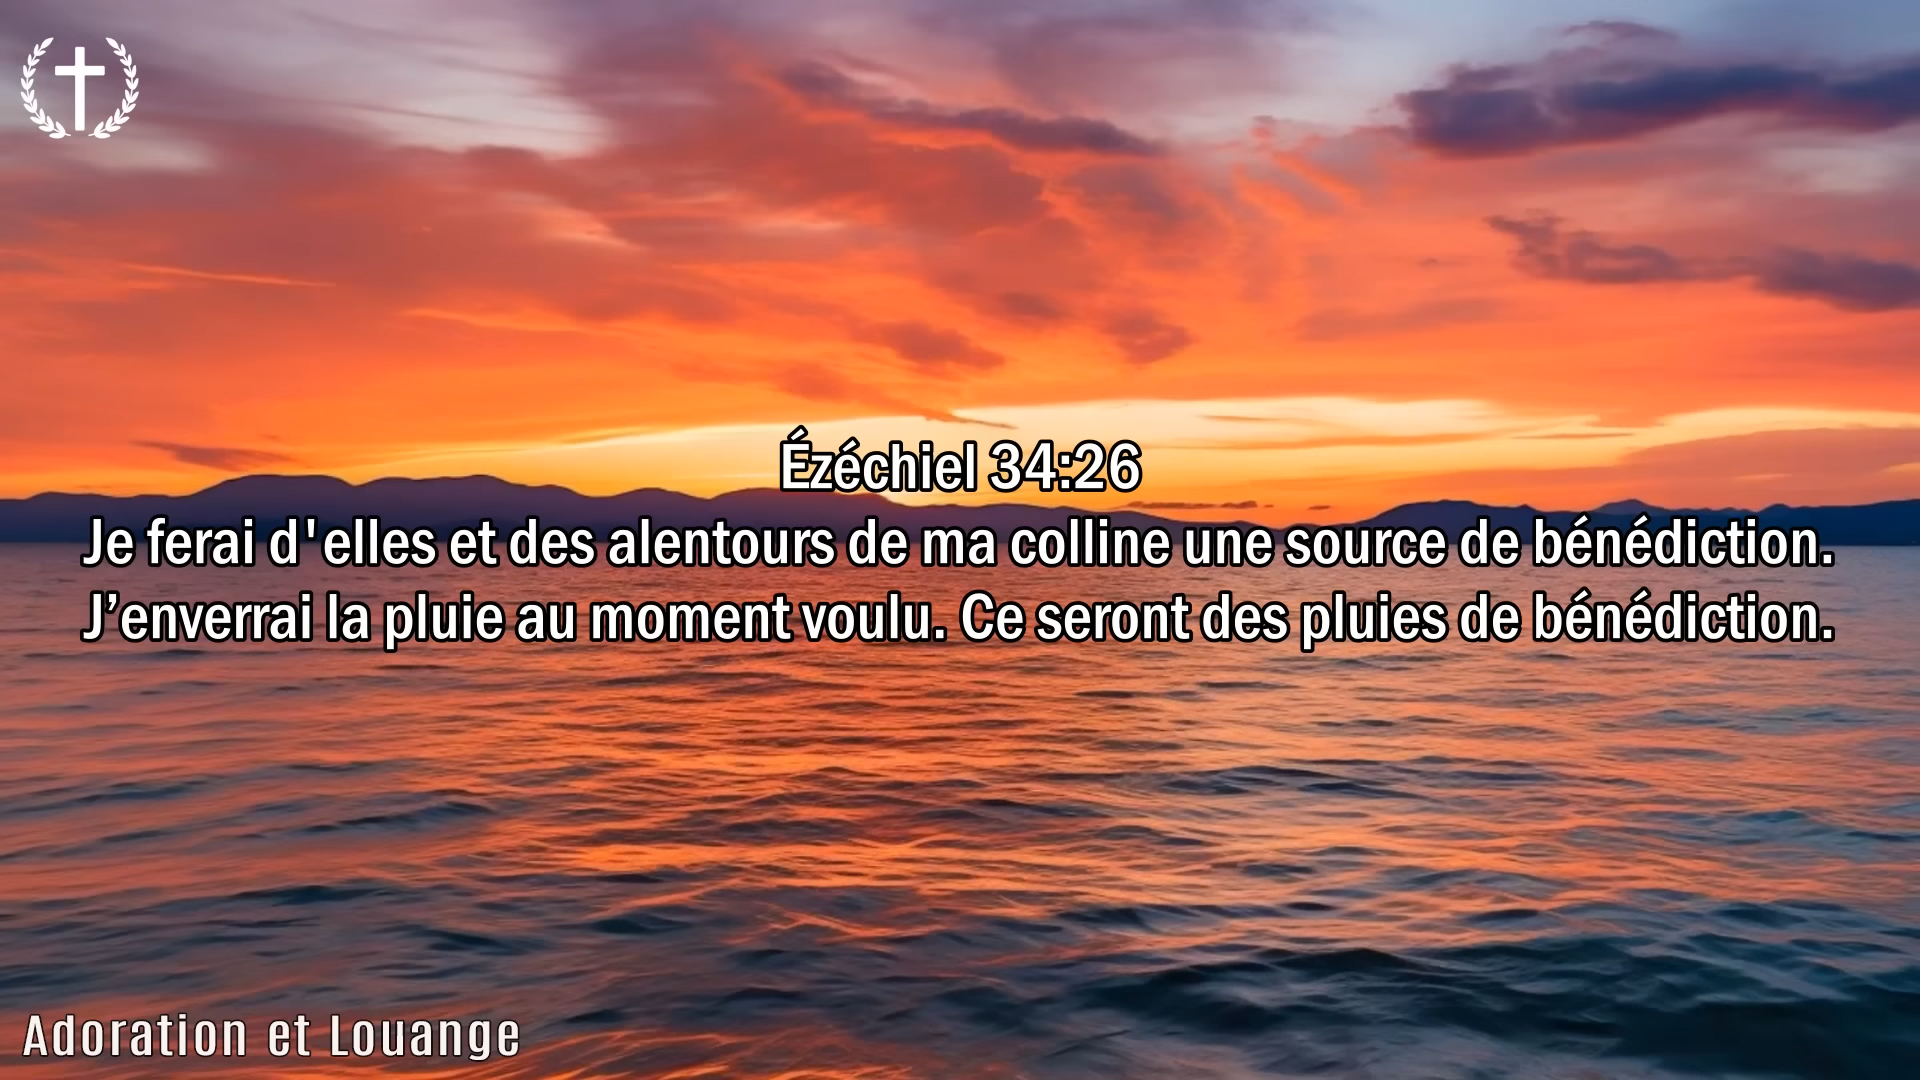 Ézéchiel 34:26
Je ferai d'elles et des alentours de ma colline une source de bénédiction.
J’enverrai la pluie au moment voulu. Ce seront des pluies de bénédiction.
Adoration et Louange